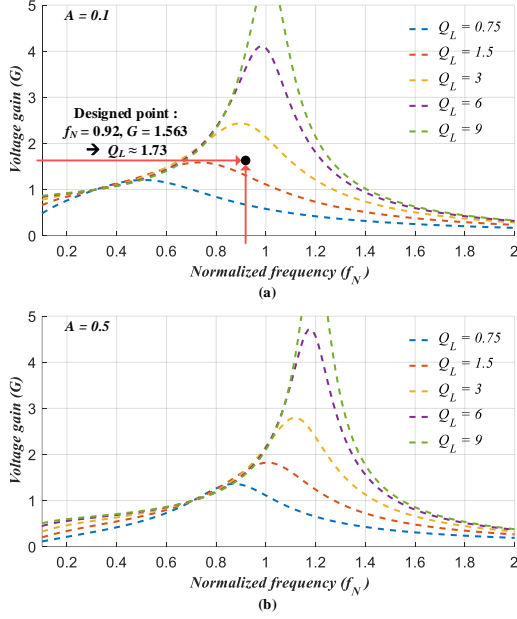 A = 0.1
Voltage gain (G)
5
4
3
2
1
0
Designed point :
f_N = 0.92, G = 1.563
➔ Q_L ≈ 1.73
Q_L = 0.75
Q_L = 1.5
Q_L = 3
Q_L = 6
Q_L = 9
0.2 0.4 0.6 0.8 1.0 1.2 1.4 1.6 1.8 2
Normalized frequency (f_N)
(a)
A = 0.5
Voltage gain (G)
5
4
3
2
1
0
Q_L = 0.75
Q_L = 1.5
Q_L = 3
Q_L = 6
Q_L = 9
0.2 0.4 0.6 0.8 1.0 1.2 1.4 1.6 1.8 2
Normalized frequency (f_N)
(b)